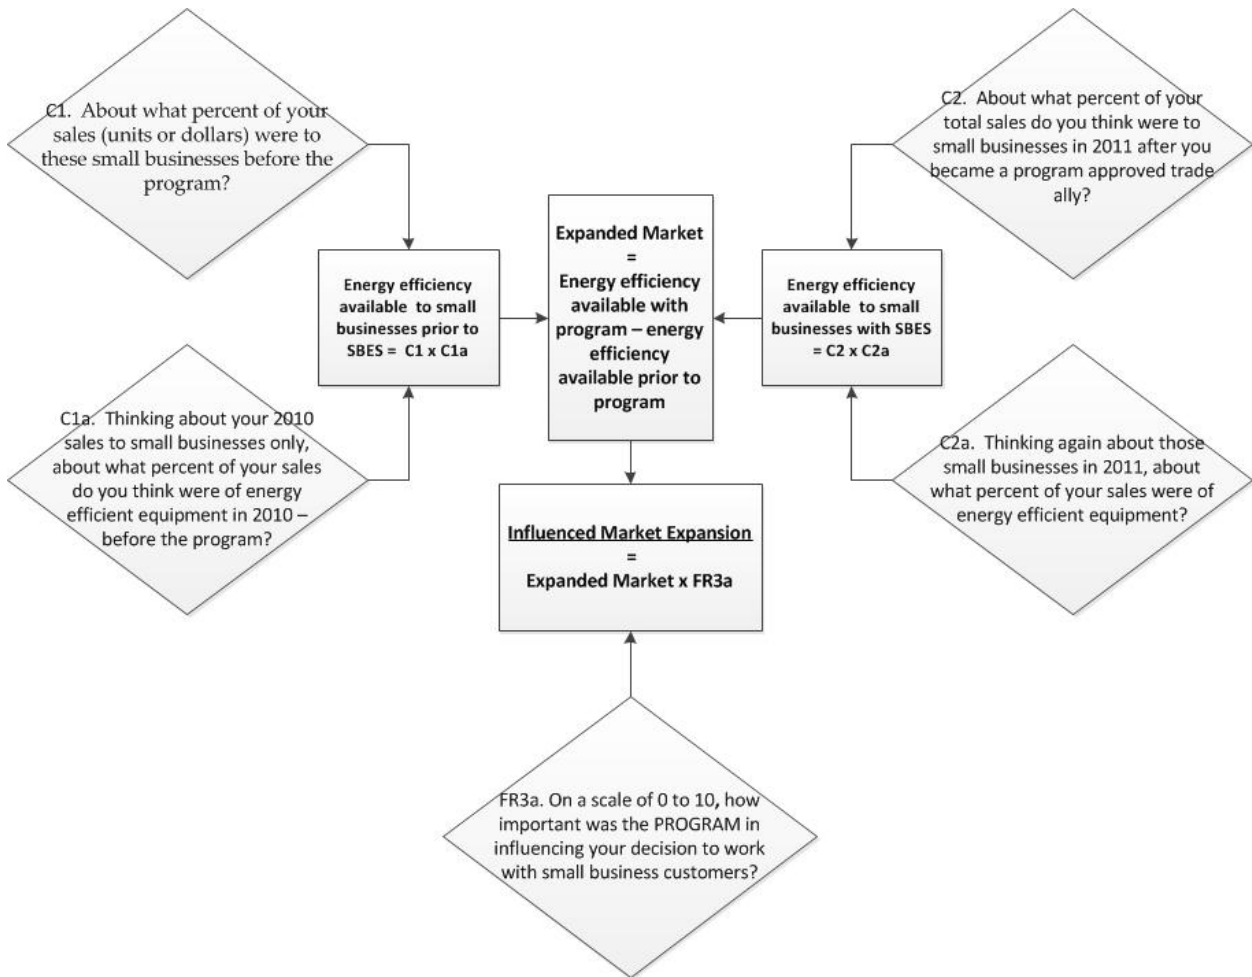 C1.  About what percent of your
sales (units or dollars) were to
these small businesses before the
program?
C2.  About what percent of your
total sales do you think were to
small businesses in 2011 after you
became a program approved trade
ally?
Expanded Market
=
Energy efficiency
available with
program – energy
efficiency
available prior to
program
Energy efficiency
available  to small
businesses prior to
SBES =  C1 x C1a
Energy efficiency
available  to small
businesses with SBES
= C2 x C2a
C1a.  Thinking about your 2010
sales to small businesses only,
about what percent of your sales
do you think were of energy
efficient equipment in 2010 –
before the program?
C2a.  Thinking again about those
small businesses in 2011, about
what percent of your sales were of
energy efficient equipment?
Influenced Market Expansion
=
Expanded Market x FR3a
FR3a. On a scale of 0 to 10, how
important was the PROGRAM in
influencing your decision to work
with small business customers?